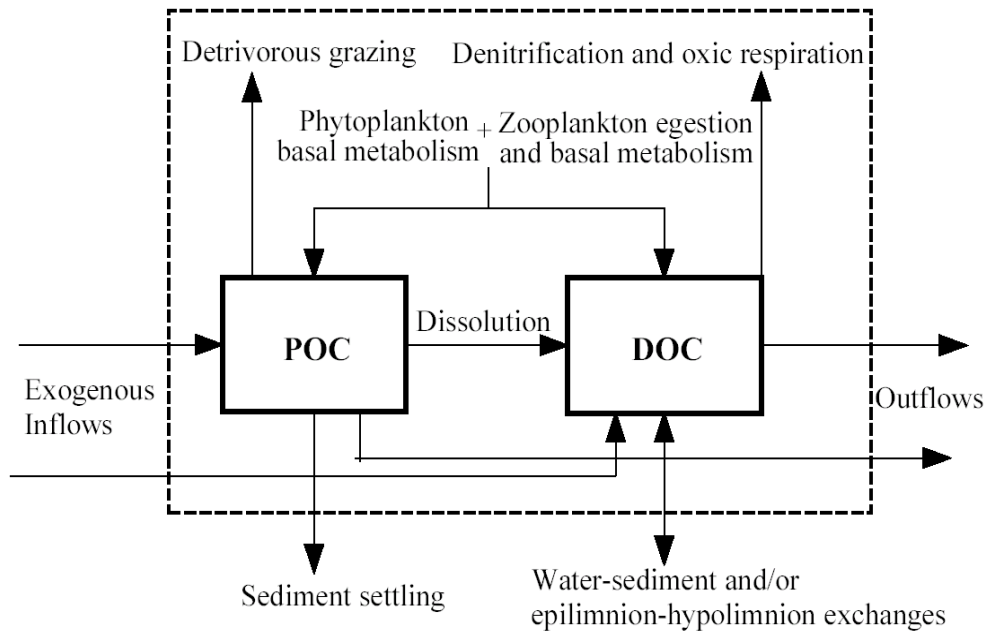 Detrivorous grazing
Denitrification and oxic respiration
Phytoplankton + Zooplankton egestion
basal metabolism and basal metabolism
POC
Dissolution
DOC
Exogenous
Inflows
Outflows
Sediment settling
Water-sediment and/or
epilimnion-hypolimnion exchanges